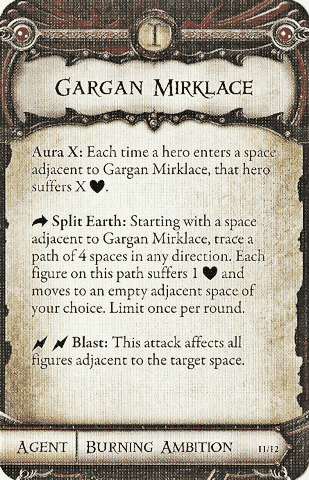 I
GARGAN MIRKLACE
Aura X: Each time a hero enters a space
adjacent to Gargan Mirklace, that hero
suffers X ♥.
Split Earth: Starting with a space
adjacent to Gargan Mirklace, trace a
path of 4 spaces in any direction. Each
figure on this path suffers 1 ♥ and
moves to an empty adjacent space of
your choice. Limit once per round.
Blast: This attack affects all
figures adjacent to the target space.
AGENT BURNING AMBITION 11/12